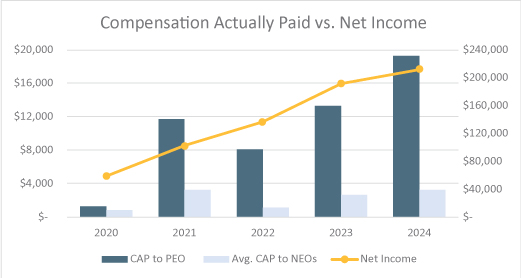 Compensation Actually Paid vs. Net Income
$20,000 $240,000
$16,000 $200,000
$12,000 $160,000
$8,000 $120,000
$4,000 $80,000
$- $40,000
$-
2020 2021 2022 2023 2024
CAP to PEO Avg. CAP to NEOs Net Income